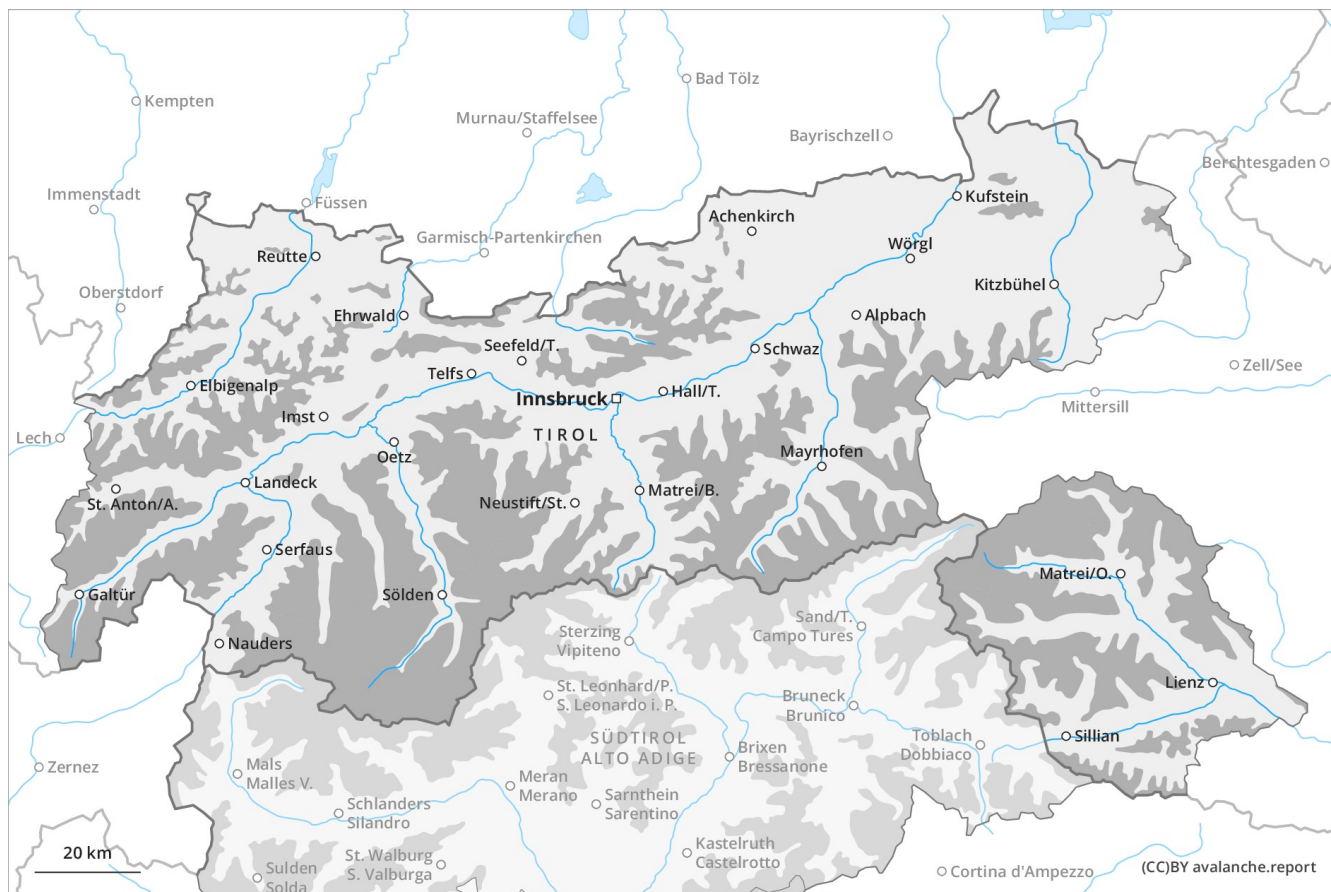 Bad Tölz
Kempten
Murnau/Staffelsee
Bayrischzell
Berchtesgaden
Immenstadt
Füssen
Kufstein
Achenkirch
Garmisch-Partenkirchen
Wörgl
Reutte
Kitzbühel
Oberstdorf
Ehrwald
Alpbach
Seefeld/T.
Schwaz
Zell/See
Telfs
Elbigenalp
Hall/T.
Innsbruck
Mittersill
Imst
Lech
TIROL
Oetz
Mayrhofen
Landeck
Matrei/B.
St. Anton/A.
Neustift/St.
Serfaus
Matrei/O.
Galtür
Sölden
Sand/T.
Campo Tures
Sterzing
Vipiteno
Nauders
Lienz
St. Leonhard/P.
S. Leonardo i. P.
Bruneck
Brunico
SÜDTIROL
ALTO ADIGE
Toblach
Dobbiaco
Sillian
Brixen
Bressanone
Zernez
Mals
Malles V.
Meran
Merano
Schlanders
Silandro
Sarnthein
Sarentino
Kastelruth
Castelrotto
20 km
St. Walburg
S. Valburga
Sulden
Solda
Cortina d'Ampezzo
(CC)BY avalanche.report